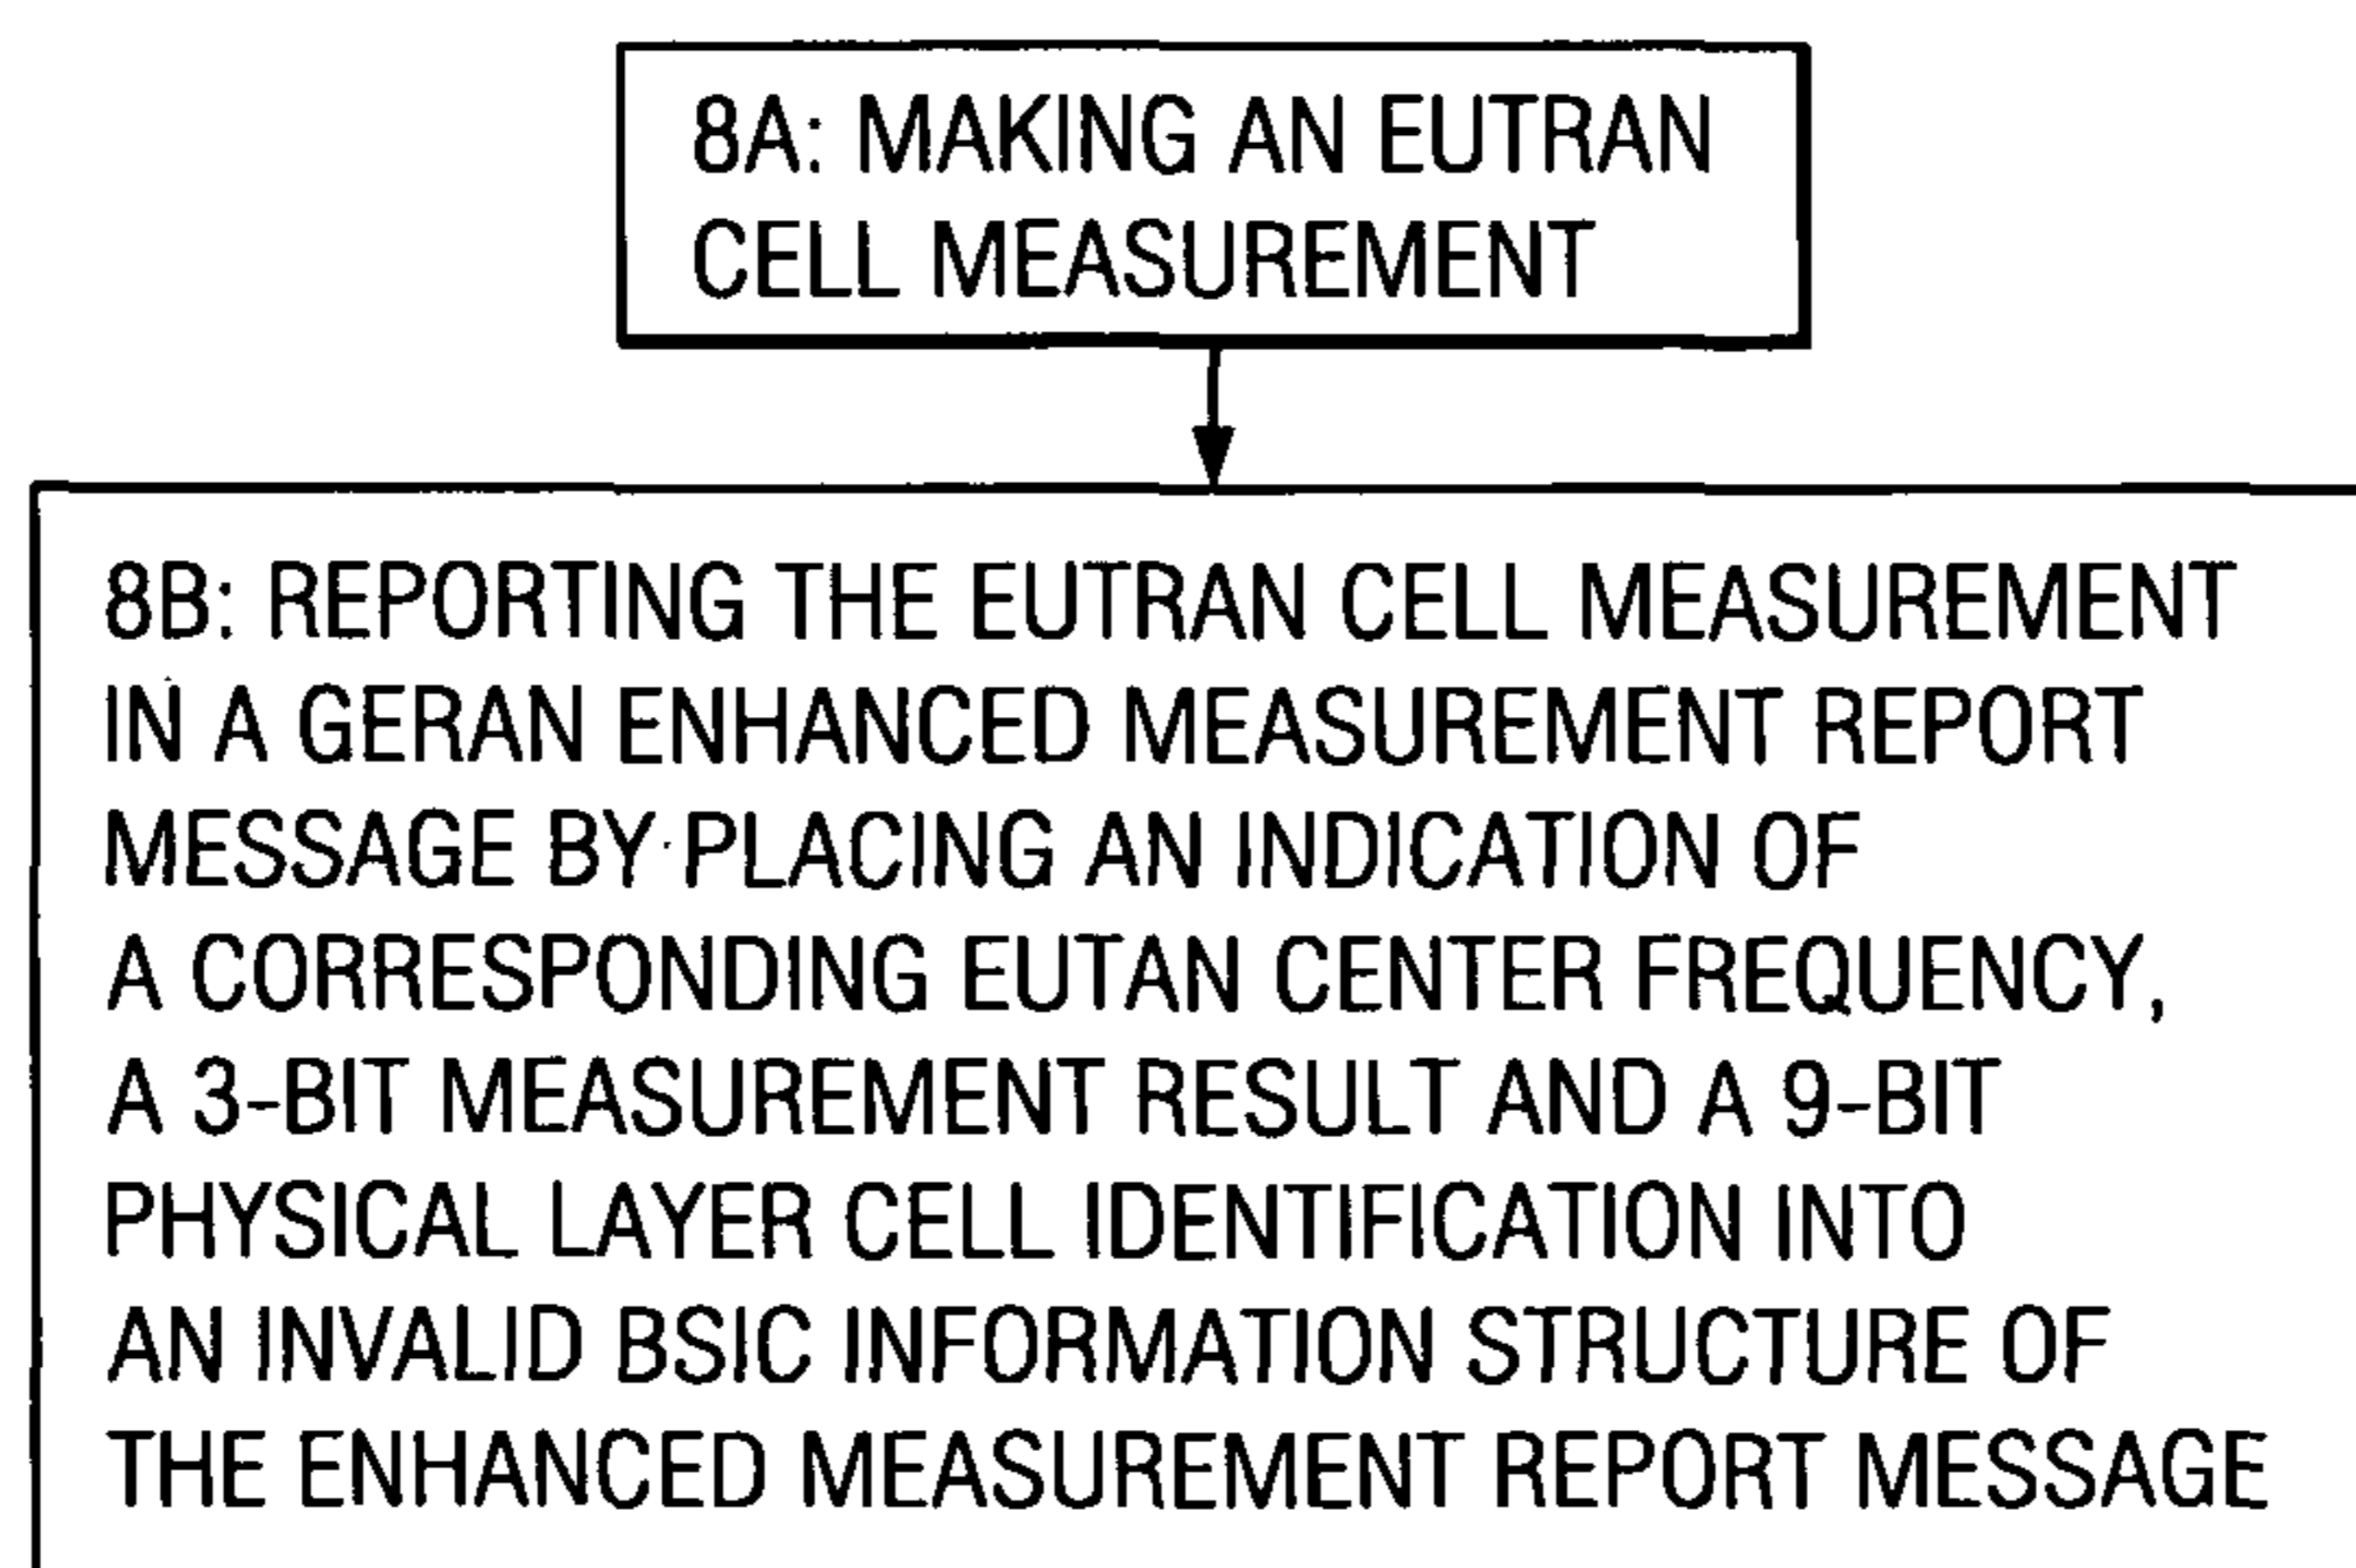 8A: MAKING AN EUTRAN
CELL MEASUREMENT
8B: REPORTING THE EUTRAN CELL MEASUREMENT
IN A GERAN ENHANCED MEASUREMENT REPORT
MESSAGE BY PLACING AN INDICATION OF
A CORRESPONDING EUTAN CENTER FREQUENCY,
A 3-BIT MEASUREMENT RESULT AND A 9-BIT
PHYSICAL LAYER CELL IDENTIFICATION INTO
AN INVALID BSIC INFORMATION STRUCTURE OF
THE ENHANCED MEASUREMENT REPORT MESSAGE